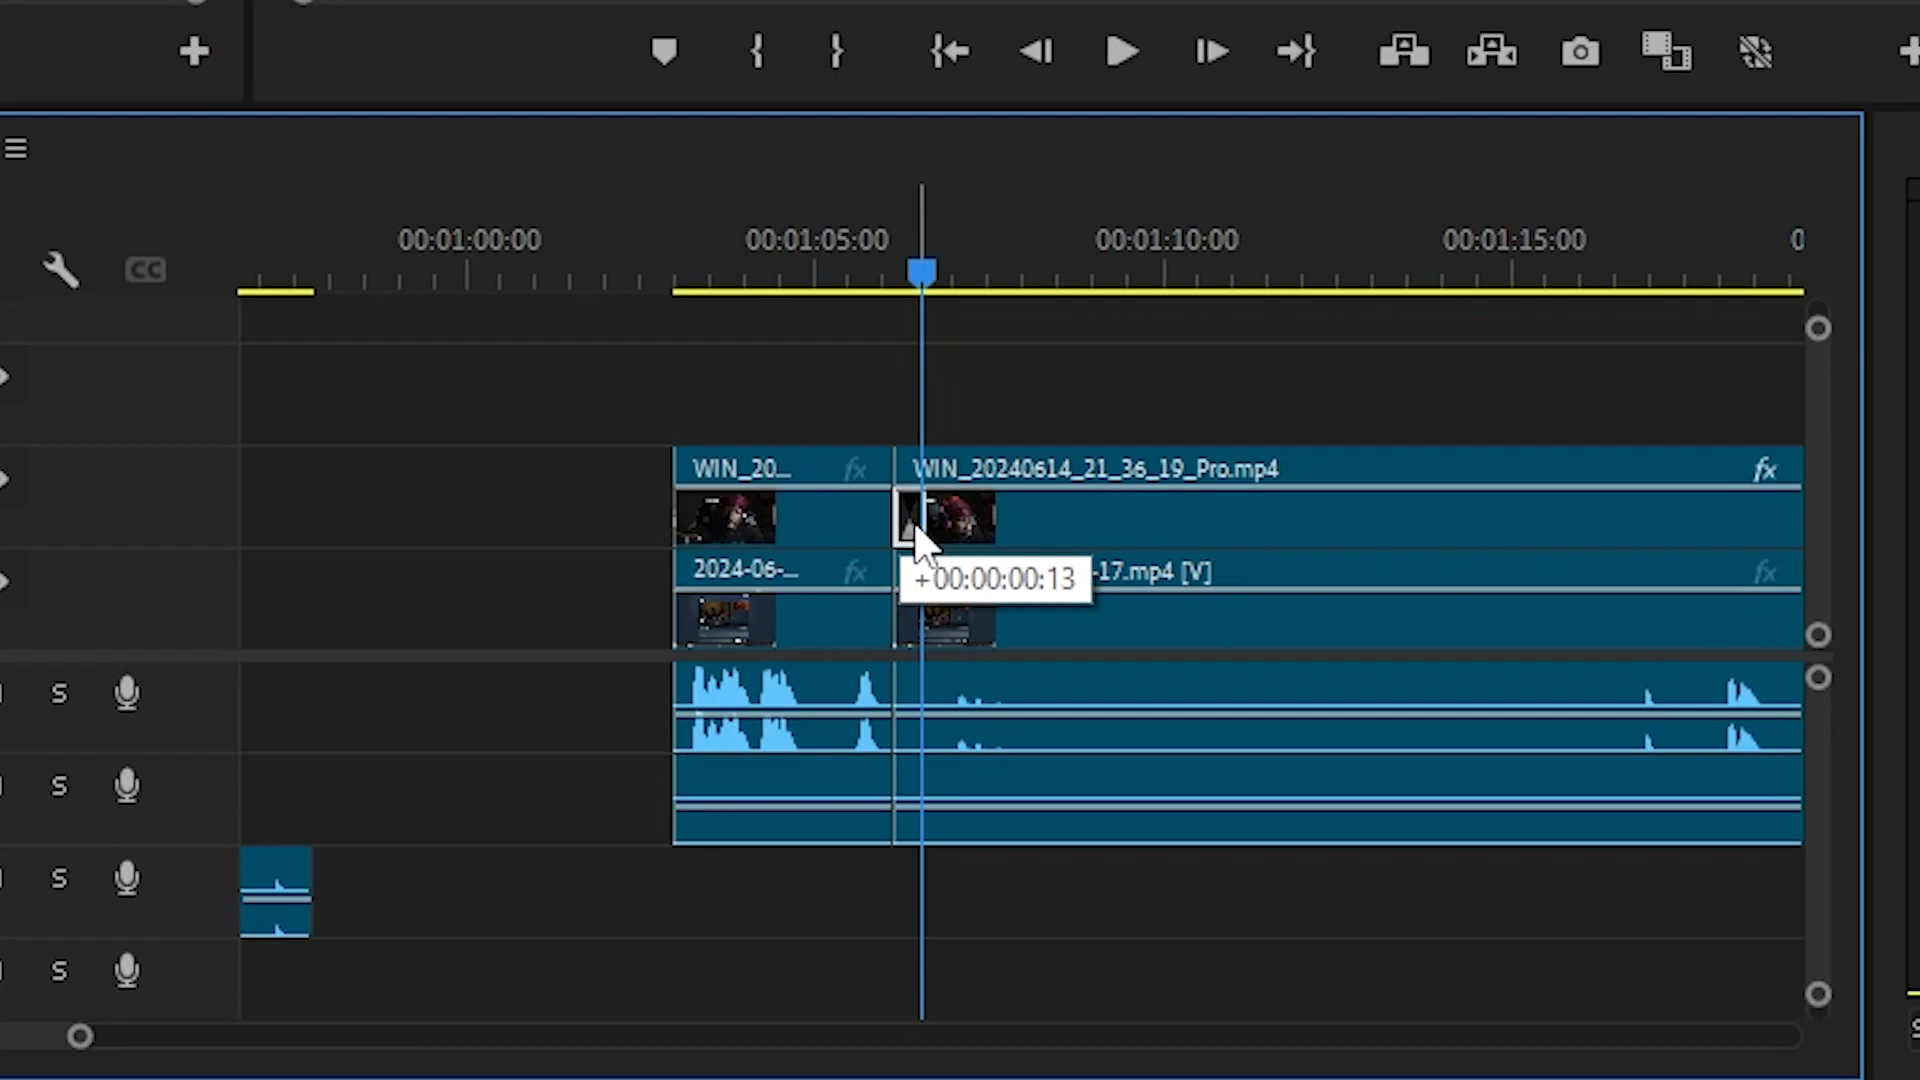 00:01:00:00 00:01:05:00 00:01:10:00 00:01:15:00 0
CC
WIN_20... fx WIN_20240614_21_36_19_Pro.mp4 fx
2024-06-... fx -17.mp4 [V] fx
+00:00:00:13
S
S
S
S